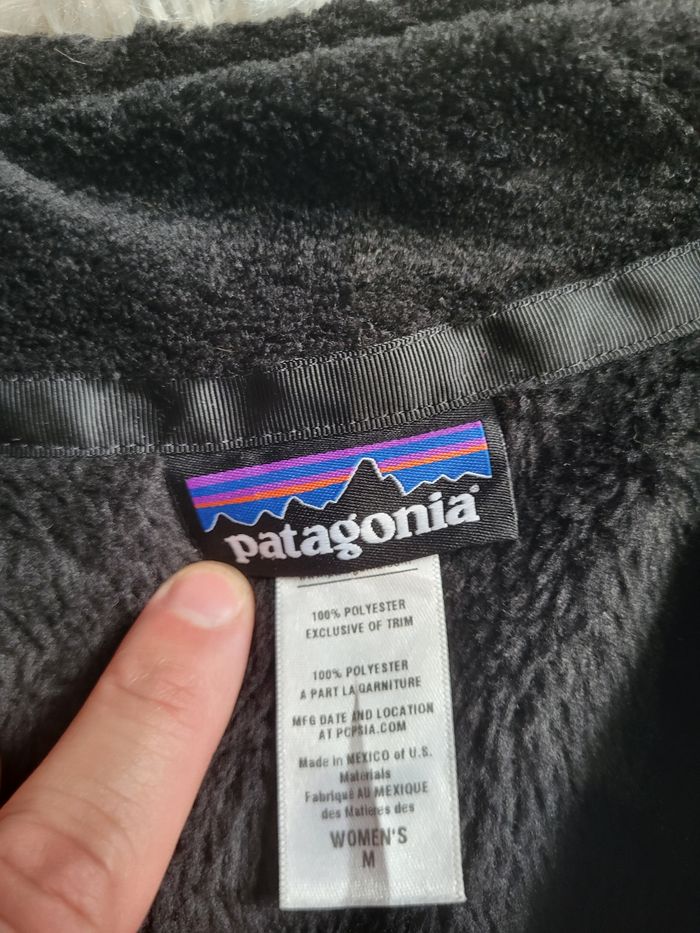 patagonia®
100% POLYESTER
EXCLUSIVE OF TRIM
100% POLYESTER
A PART LA GARNITURE
MFG DATE AND LOCATION
AT PCPSIA.COM
Made in MEXICO of U.S.
Materials
Fabriqué AU MEXIQUE
des Matieres des
WOMEN'S
M